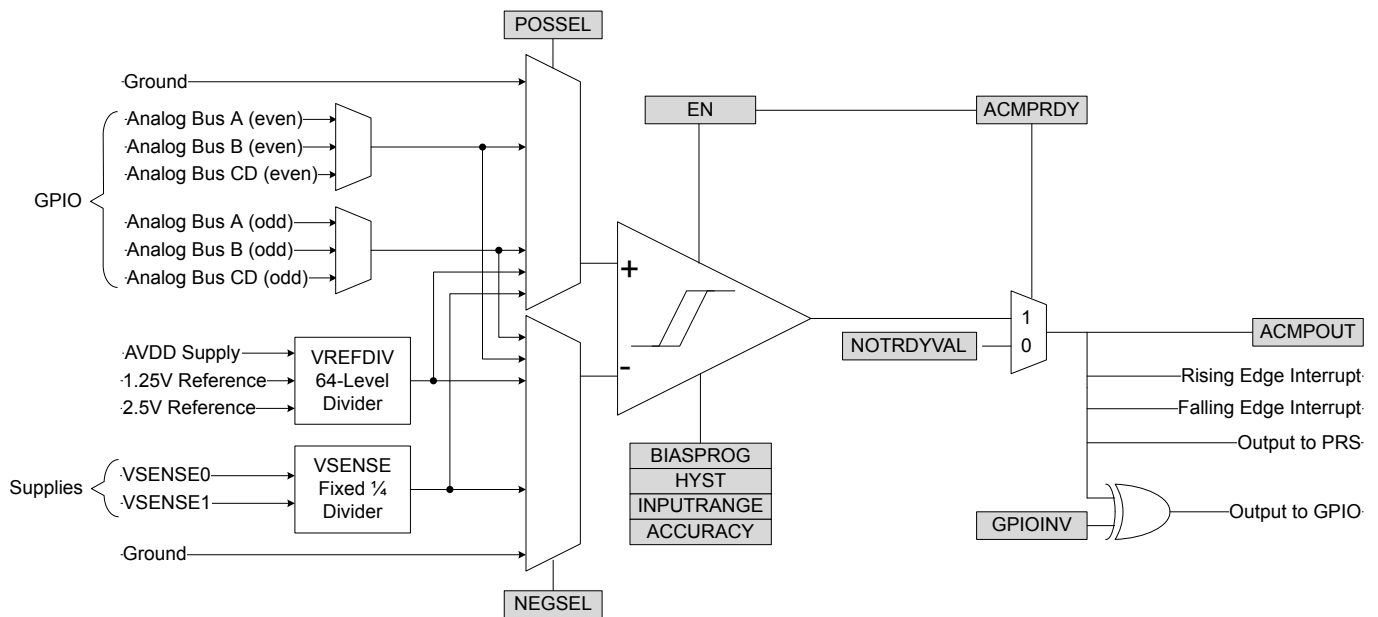 POSSEL
Ground
Analog Bus A (even)
Analog Bus B (even)
Analog Bus CD (even)
GPIO
Analog Bus A (odd)
Analog Bus B (odd)
Analog Bus CD (odd)
EN
ACMPRDY
+
-
1
0
NOTRDYVAL
ACMPOUT
Rising Edge Interrupt
Falling Edge Interrupt
Output to PRS
GPIOINV
Output to GPIO
AVDD Supply
1.25V Reference
2.5V Reference
VREFDIV
64-Level
Divider
Supplies
VSENSE0
VSENSE1
VSENSE
Fixed ¼
Divider
BIASPROG
HYST
INPUTRANGE
ACCURACY
Ground
NEGSEL